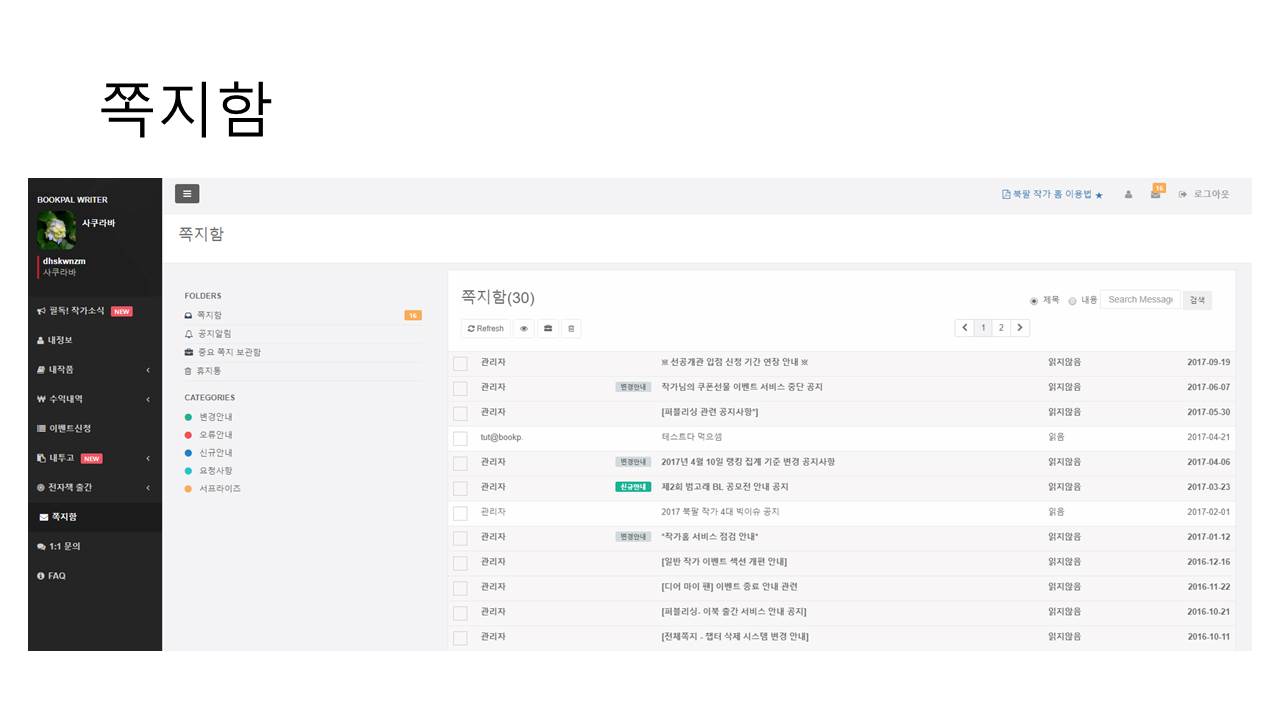 쪽지함
BOOKPAL WRITER
사쿠라바
dhskwnzm
사쿠라바
필독! 작가소식 NEW
내정보
내작품
수익내역
이벤트신청
내투고 NEW
전자책 출간
쪽지함
1:1 문의
FAQ
북팔 작가 홈 이용법 ★ 16 로그아웃
쪽지함
FOLDERS
쪽지함 16
공지알림
중요 쪽지 보관함
휴지통
CATEGORIES
변경안내
오류안내
신규안내
요청사항
서프라이즈
쪽지함(30)
제목 내용 Search Messag 검색
Refresh
1 2
관리자 ※ 선공개관 입점 신청 기간 연장 안내 ※ 읽지않음 2017-09-19
관리자 변경안내 작가님의 쿠폰선물 이벤트 서비스 중단 공지 읽지않음 2017-06-07
관리자 [퍼블리싱 관련 공지사항*] 읽지않음 2017-05-30
tut@bookp. 테스트다 먹으셈 읽음 2017-04-21
관리자 변경안내 2017년 4월 10일 랭킹 집계 기준 변경 공지사항 읽지않음 2017-04-06
관리자 신규안내 제2회 범고래 BL 공모전 안내 공지 읽지않음 2017-03-23
관리자 2017 북팔 작가 4대 빅이슈 공지 읽음 2017-02-01
관리자 변경안내 *작가홈 서비스 점검 안내* 읽지않음 2017-01-12
관리자 [일반 작가 이벤트 섹션 개편 안내] 읽지않음 2016-12-16
관리자 [디어 마이 팬] 이벤트 종료 안내 관련 읽지않음 2016-11-22
관리자 [퍼블리싱- 이북 출간 서비스 안내 공지] 읽지않음 2016-10-21
관리자 [전체쪽지 - 챕터 삭제 시스템 변경 안내] 읽지않음 2016-10-11